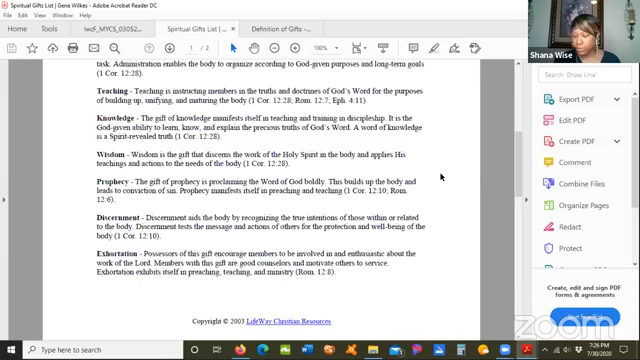 Spiritual Gifts List | Gene Wilkes - Adobe Acrobat Reader DC
Edit View Window Help
Home Tools
lwcF_MYCS_03052... Spiritual Gifts List ... × Definition of Gifts -...
1 / 2
100%
Shana Wise
task. Administration enables the body to organize according to God-given purposes and long-term goals
(1 Cor. 12:28).
Teaching - Teaching is instructing members in the truths and doctrines of God's Word for the purposes
of building up, unifying, and maturing the body (1 Cor. 12:28; Rom. 12:7; Eph. 4:11).
Knowledge - The gift of knowledge manifests itself in teaching and training in discipleship. It is the
God-given ability to learn, know, and explain the precious truths of God's Word. A word of knowledge
is a Spirit-revealed truth (1 Cor. 12:28).
Wisdom - Wisdom is the gift that discerns the work of the Holy Spirit in the body and applies His
teachings and actions to the needs of the body (1 Cor. 12:28).
Prophecy - The gift of prophecy is proclaiming the Word of God boldly. This builds up the body and
leads to conviction of sin. Prophecy manifests itself in preaching and teaching (1 Cor. 12:10; Rom.
12:6).
Discernment - Discernment aids the body by recognizing the true intentions of those within or related
to the body. Discernment tests the message and actions of others for the protection and well-being of the
body (1 Cor. 12:10).
Exhortation - Possessors of this gift encourage members to be involved in and enthusiastic about the
work of the Lord. Members with this gift are good counselors and motivate others to service.
Exhortation exhibits itself in preaching, teaching, and ministry (Rom. 12:8).
Copyright © 2003 LifeWay Christian Resources
Search 'Draw Line'
Export PDF
Edit PDF
Create PDF
Comment
Combine Files
Organize Pages
Redact
Protect
Create, edit and sign PDF
forms & agreements
Start Free Trial
zoom
Type here to search
7:26 PM
7/30/2020